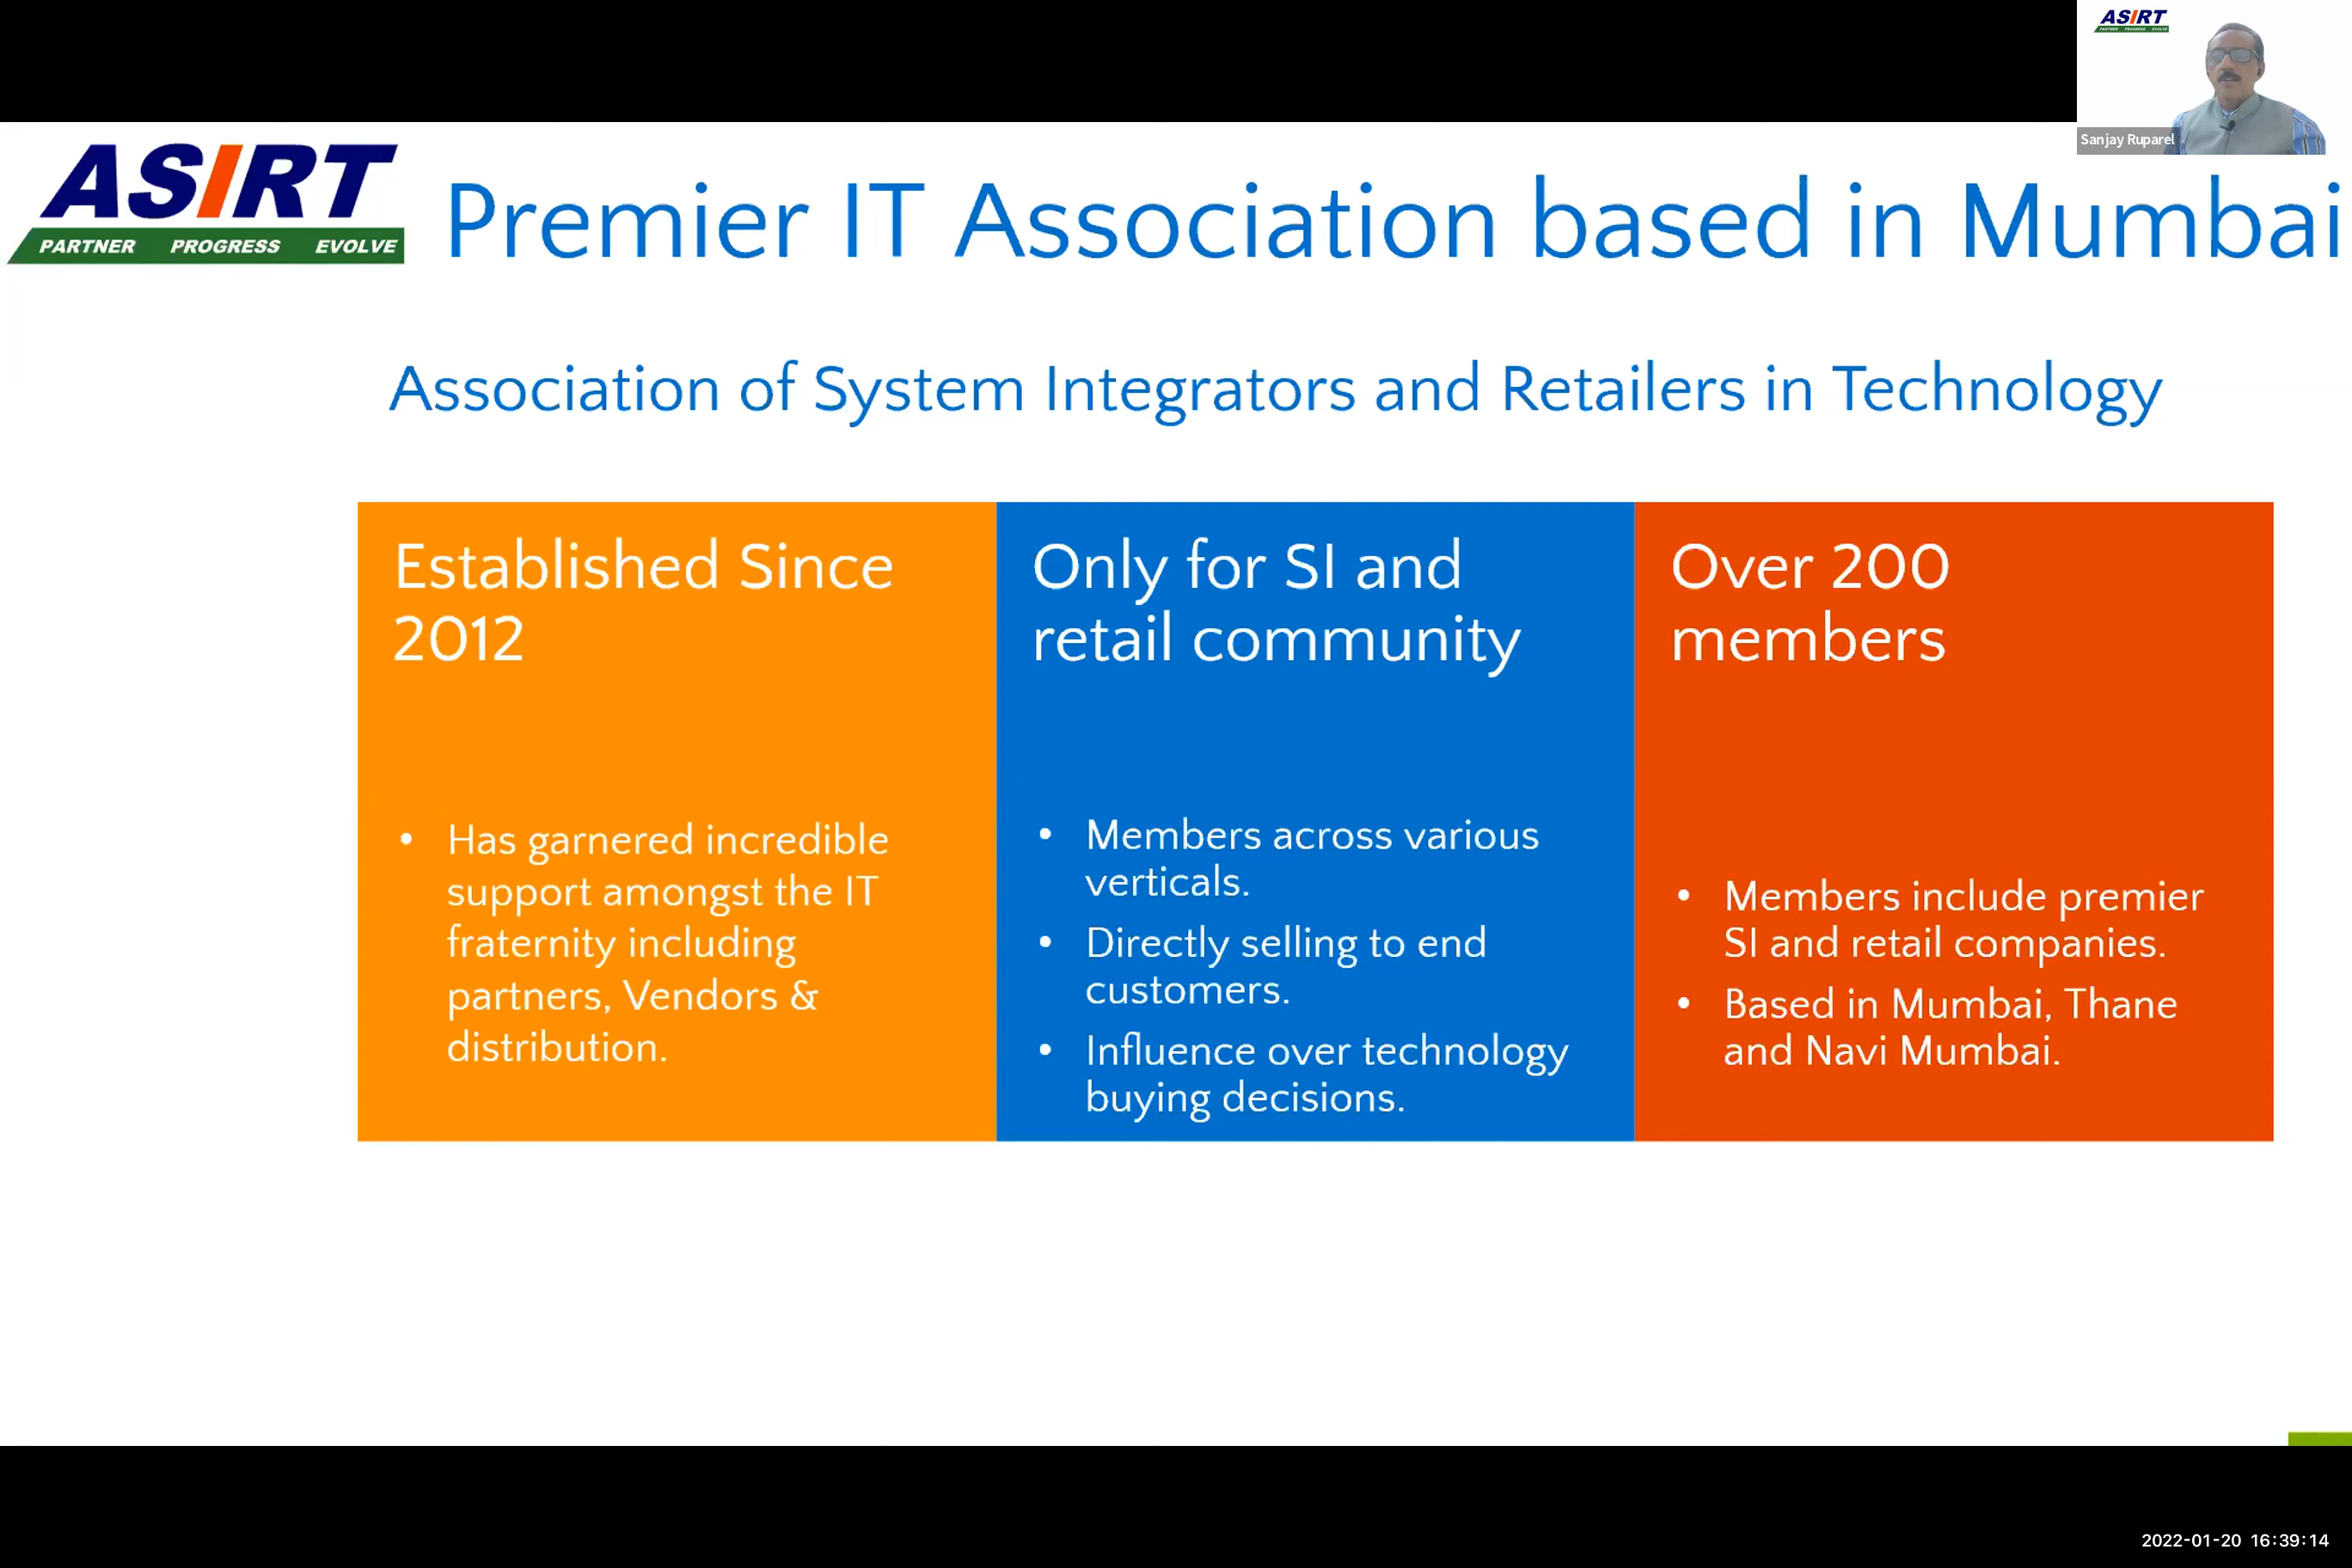 ASIRT
PARTNER PROGRESS EVOLVE
Sanjay Ruparel
ASIRT
PARTNER PROGRESS EVOLVE
Premier IT Association based in Mumbai
Association of System Integrators and Retailers in Technology
Established Since
2012
• Has garnered incredible
support amongst the IT
fraternity including
partners, Vendors &
distribution.
Only for SI and
retail community
• Members across various
verticals.
• Directly selling to end
customers.
• Influence over technology
buying decisions.
Over 200
members
• Members include premier
SI and retail companies.
• Based in Mumbai, Thane
and Navi Mumbai.
2022-01-20 16:39:14